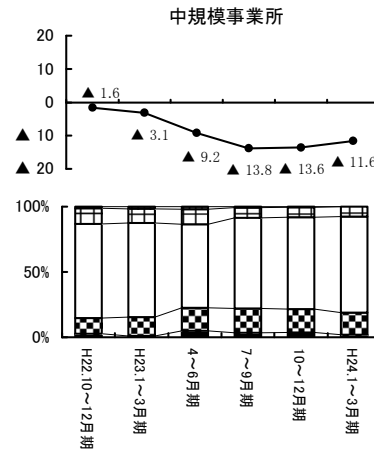 中規模事業所
20
10
0
▲ 10
▲ 20
▲ 1.6
▲ 3.1
▲ 9.2
▲ 13.8
▲ 13.6
▲ 11.6
100%
50%
0%
H22.10～12月期
H23.1～3月期
4～6月期
7～9月期
10～12月期
H24.1～3月期